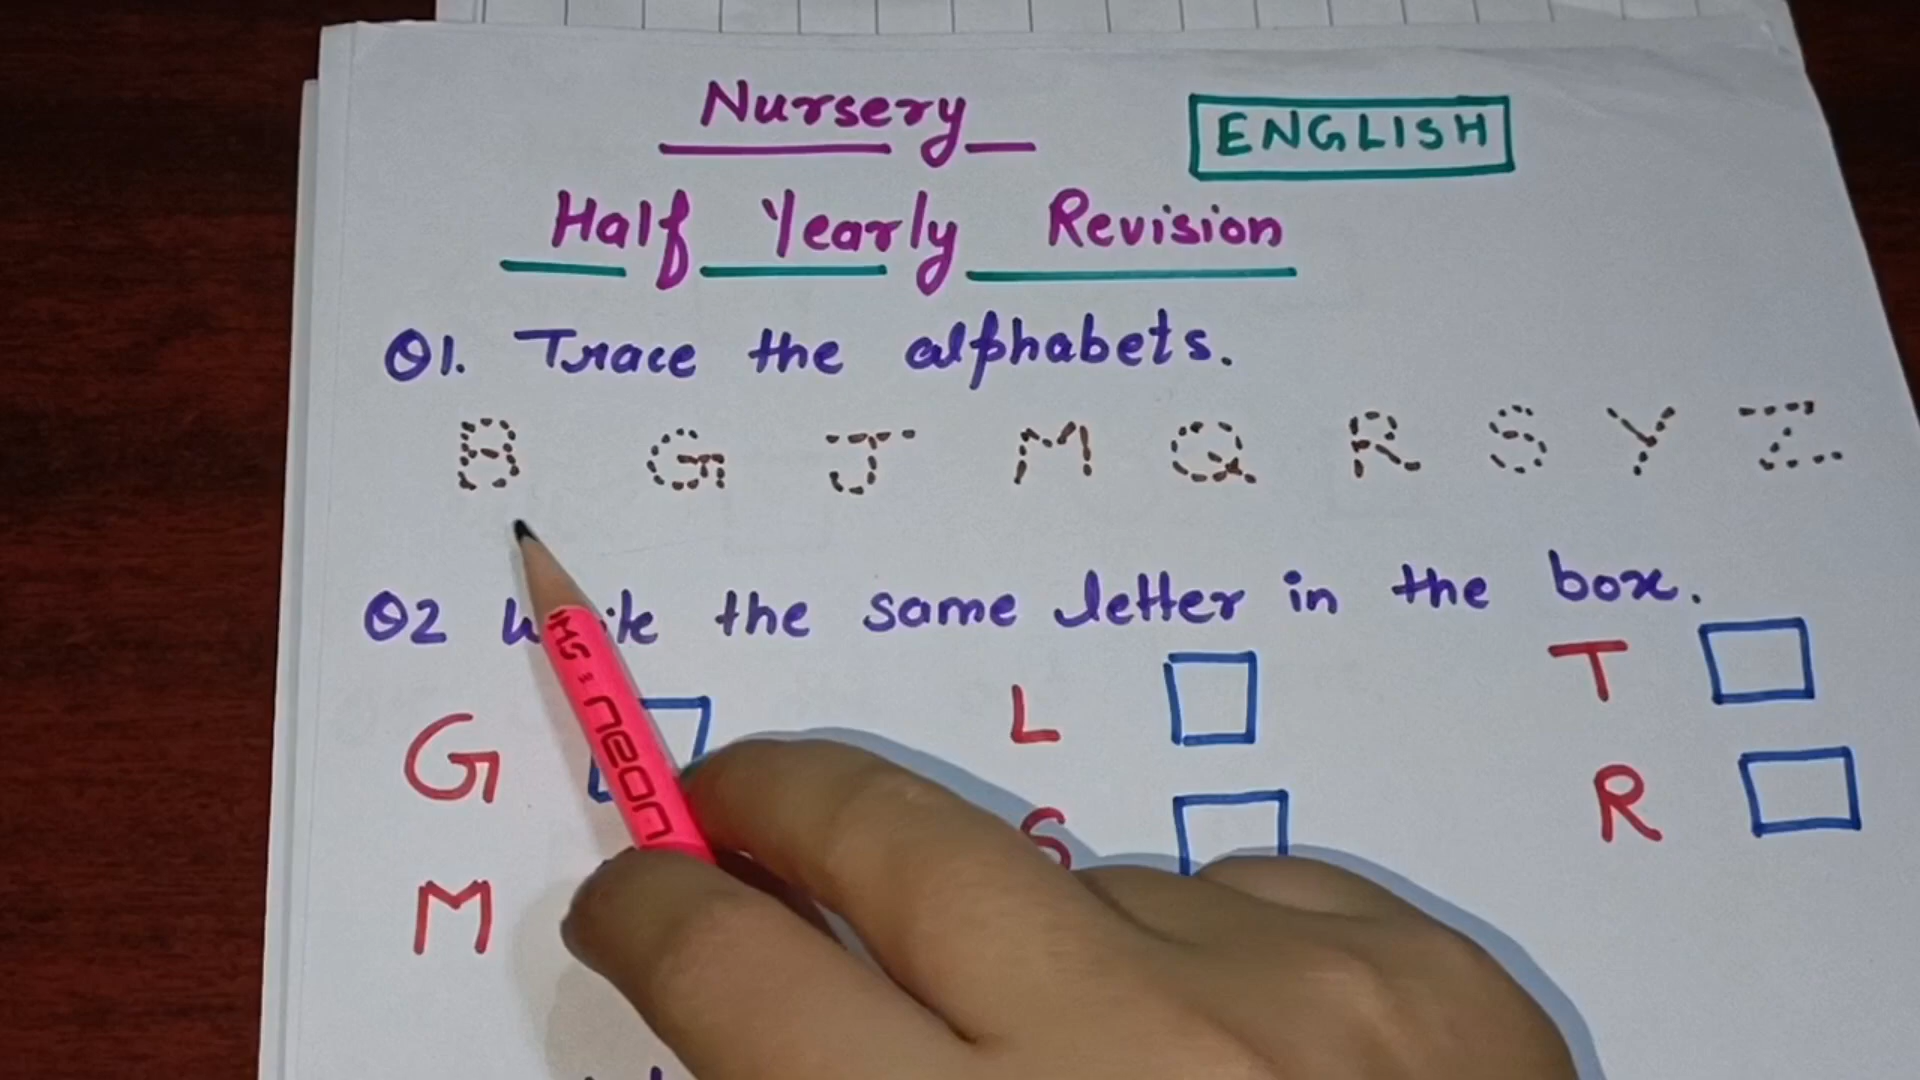 Nursery
ENGLISH
Half Yearly Revision
Q1. Trace the alphabets.
B G J M Q R S Y Z
Q2 the same letter in the box.
G L T
S R
M
neon